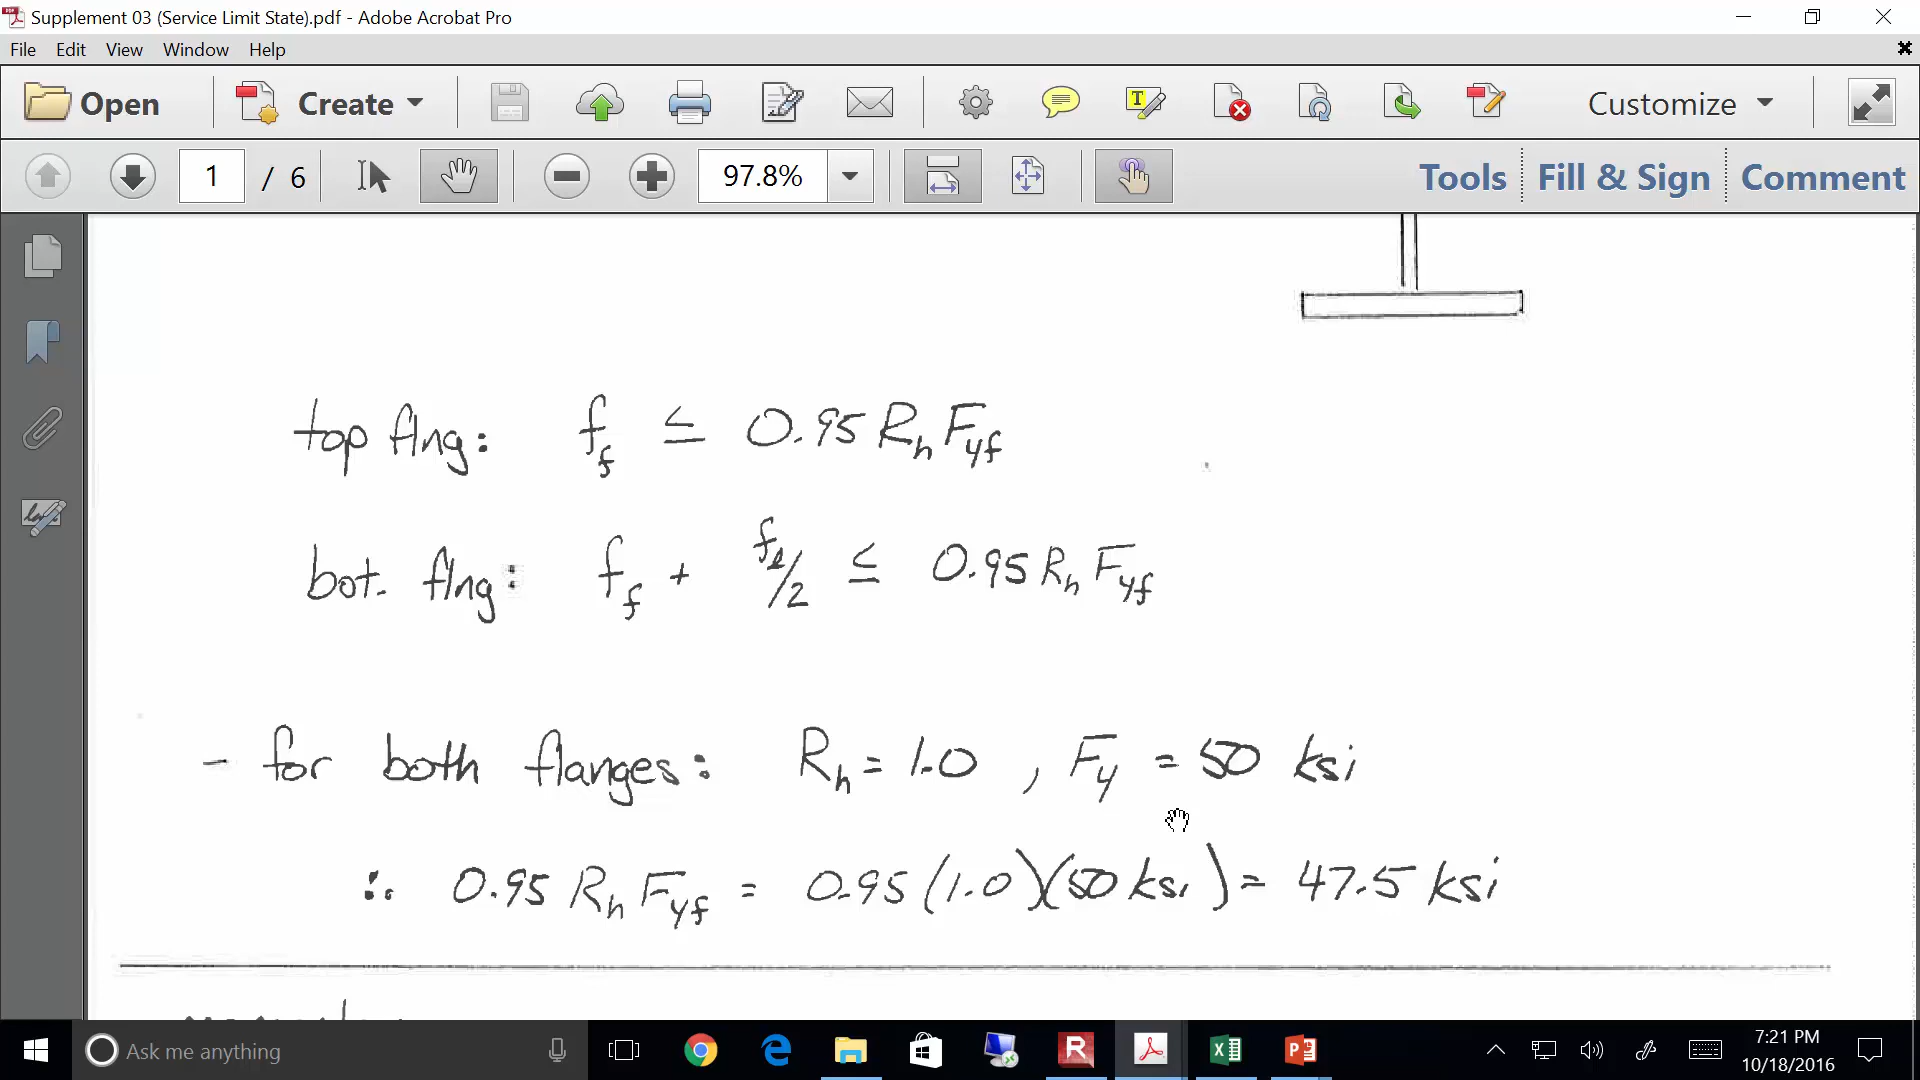 Supplement 03 (Service Limit State).pdf - Adobe Acrobat Pro
File Edit View Window Help
Open Create Customize
1 / 6 97.8% Tools Fill & Sign Comment
top flng: f_f ≤ 0.95 R_h F_yf
bot. flng: f_f + f_ℓ/2 ≤ 0.95 R_h F_yf
- for both flanges: R_h = 1.0 , F_y = 50 ksi
∴ 0.95 R_h F_yf = 0.95 (1.0)(50 ksi) = 47.5 ksi
Ask me anything
7:21 PM
10/18/2016